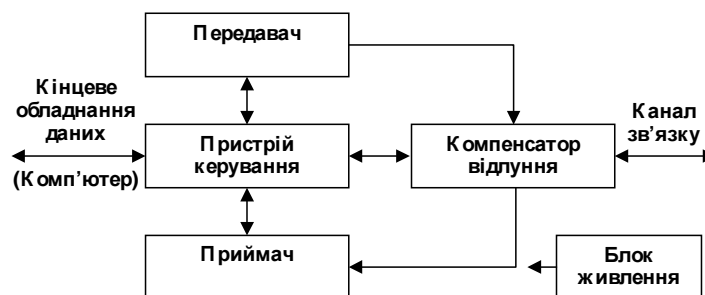 Передавач
Кінцеве
обладнання
даних
(Комп’ютер)
Пристрій
керування
Компенсатор
відлуння
Канал
зв’язку
Приймач
Блок
живлення